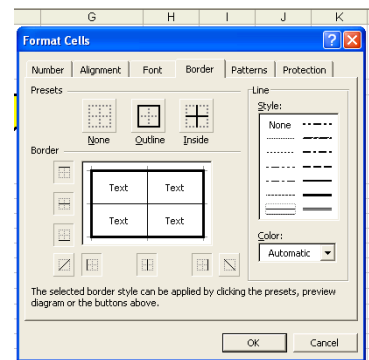 G H I J K
Format Cells
Number Alignment Font Border Patterns Protection
Presets
None Outline Inside
Border
Text Text
Text Text
Line
Style:
None
Color:
Automatic
The selected border style can be applied by clicking the presets, preview
diagram or the buttons above.
OK Cancel